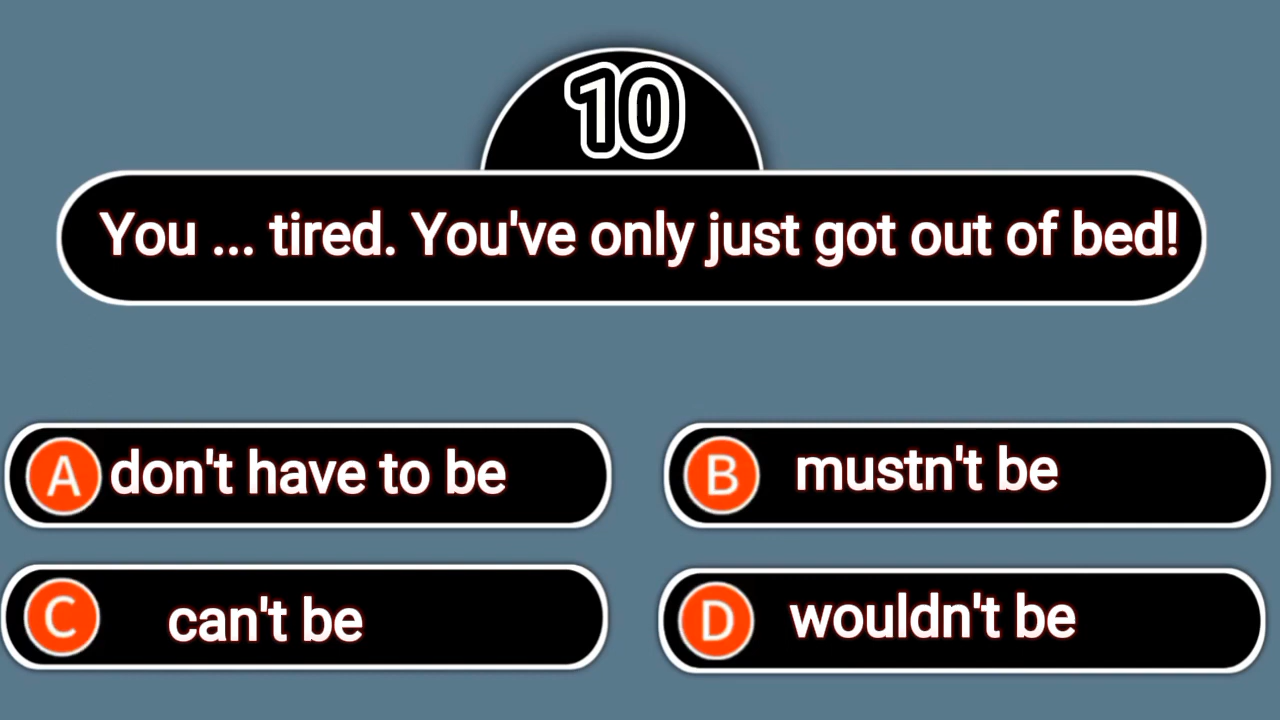 10
You ... tired. You've only just got out of bed!
A don't have to be
B mustn't be
C can't be
D wouldn't be